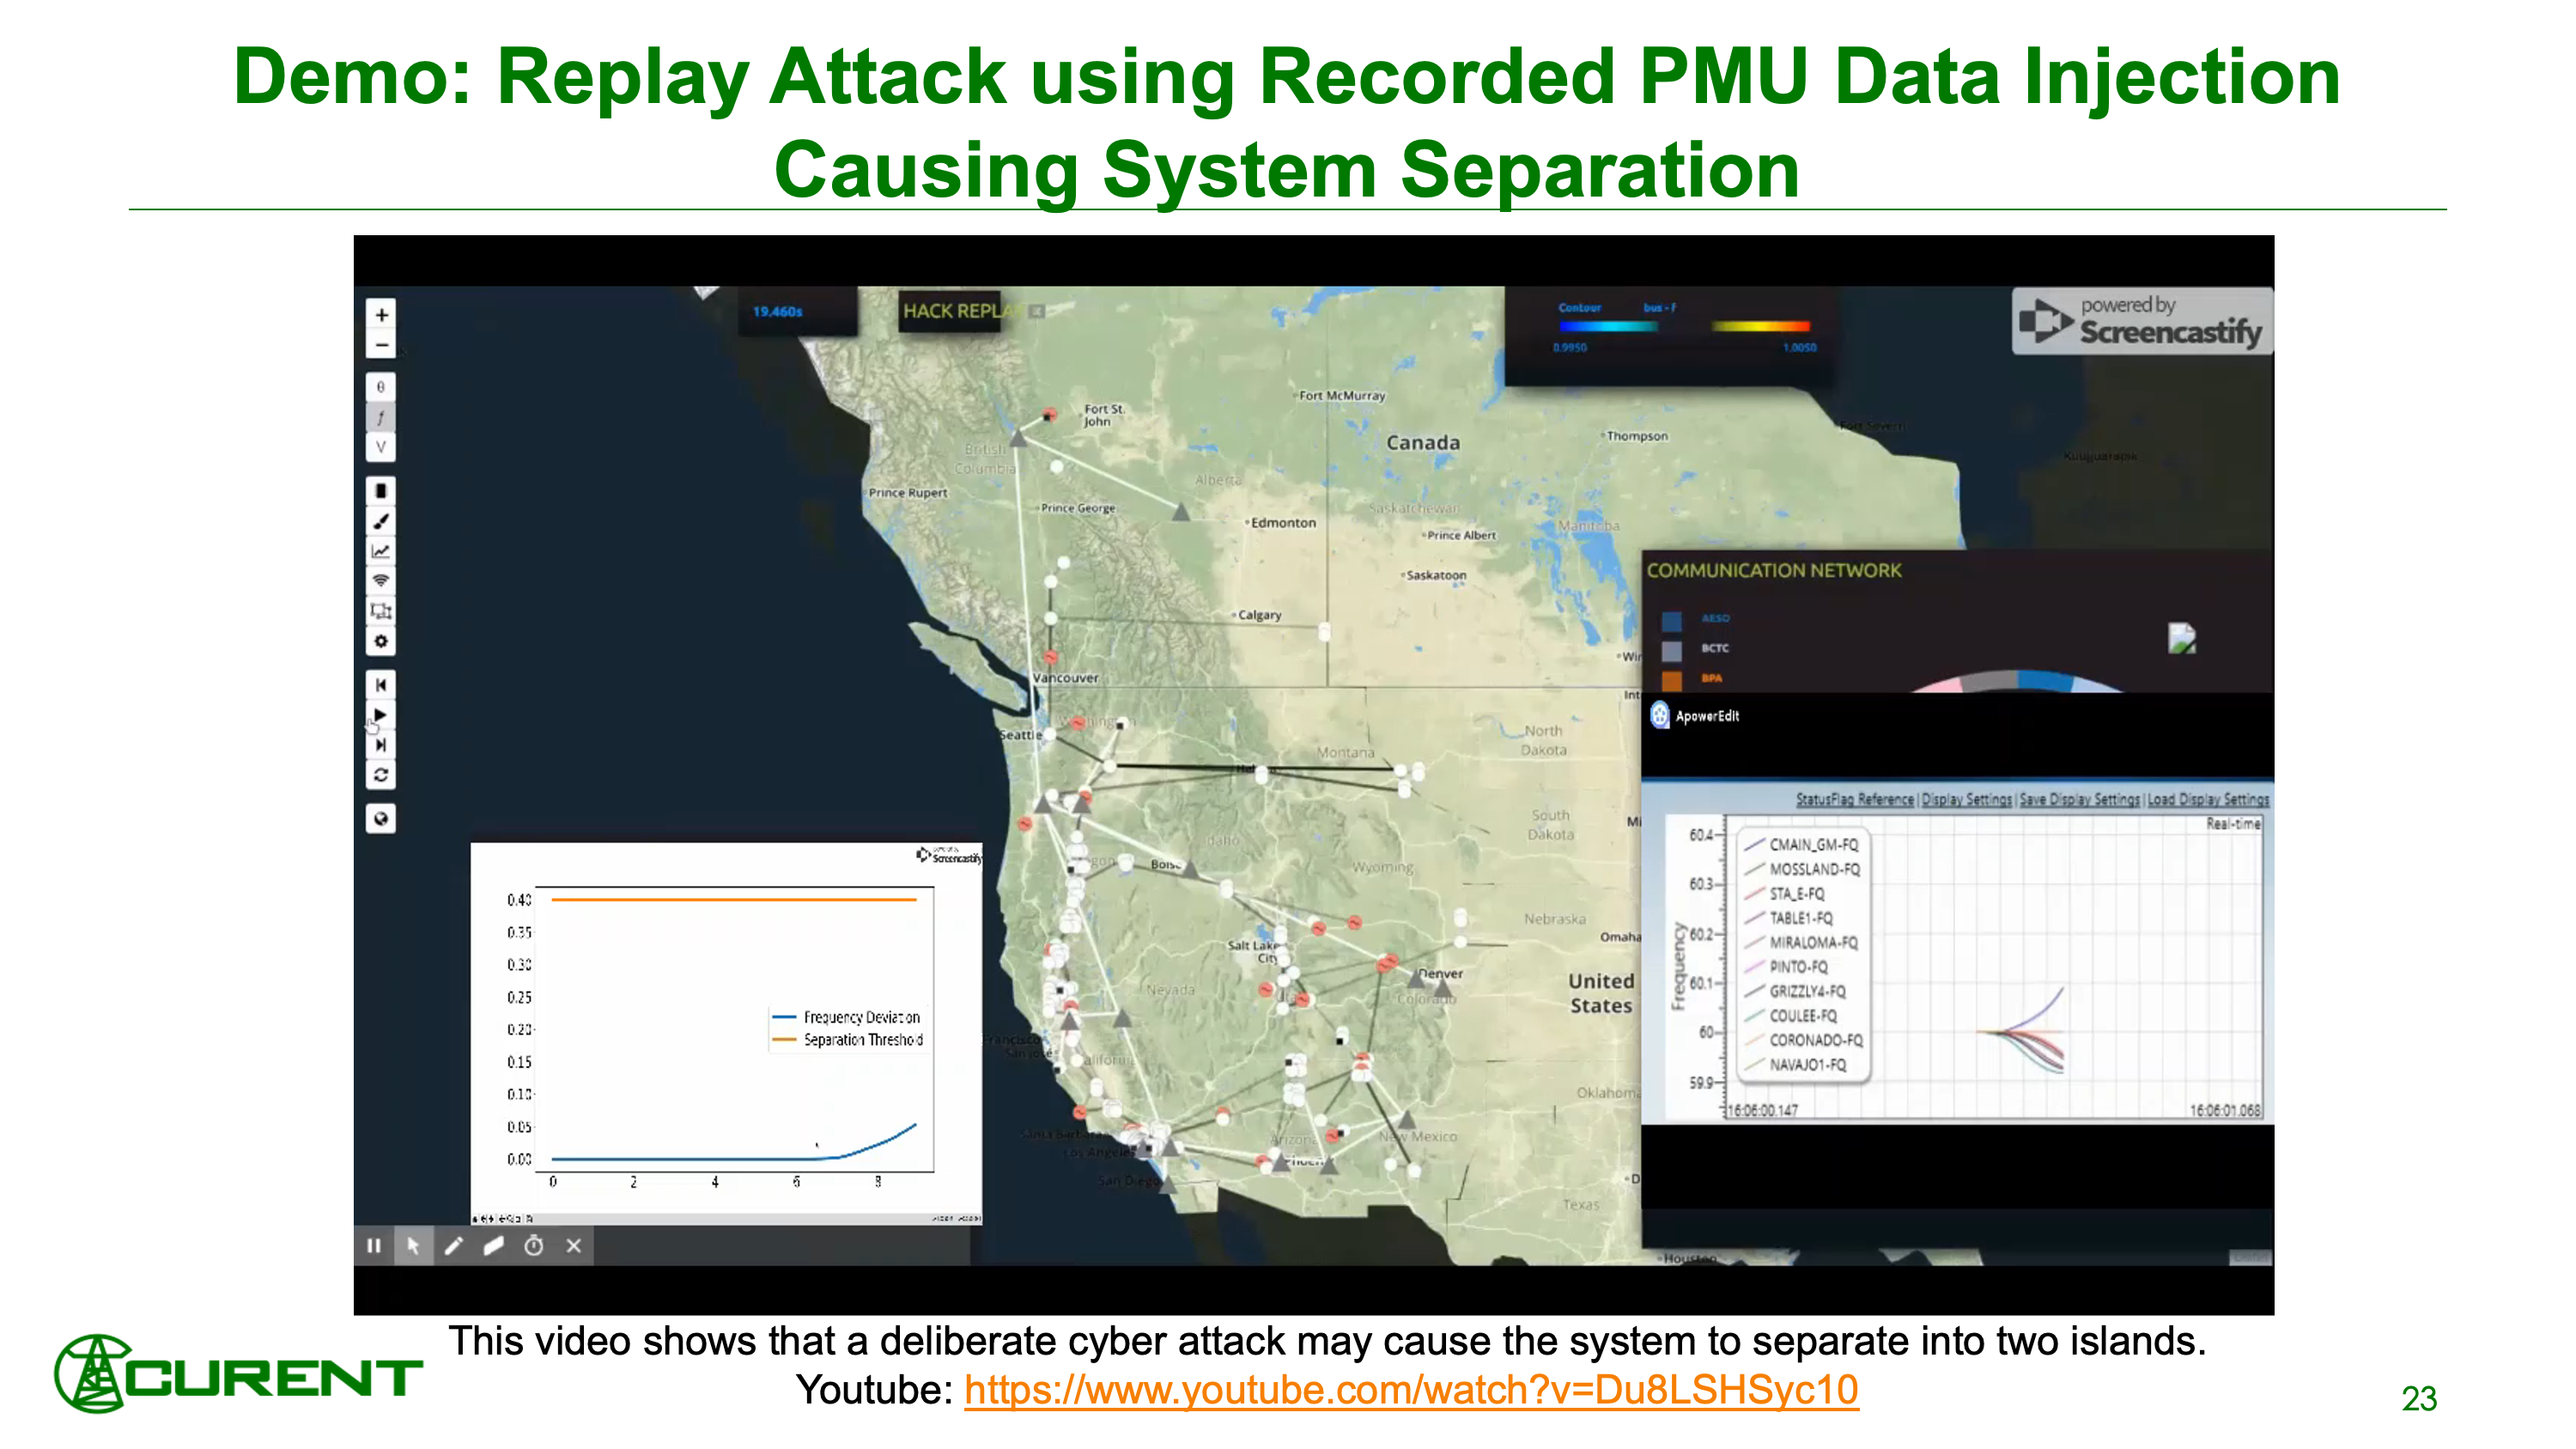 Demo: Replay Attack using Recorded PMU Data Injection
Causing System Separation
19.460s
HACK REPLA
Contour bus - f
0.9950 1.0050
powered by
Screencastify
+
−
θ
f
V
Fort St.
John
Fort McMurray
Canada
Thompson
Fort Severn
Kuujjuarapik
British
Columbia
Alberta
Prince Rupert
Prince George
Edmonton
Saskatchewan
Manitoba
Prince Albert
Saskatoon
Calgary
Vancouver
Seattle
Montana
North
Dakota
South
Dakota
Idaho
Boise
Wyoming
Nebraska
Omaha
Salt Lake
City
Nevada
Denver
Colorado
United
States
Oklahoma
Santa Barbara
Los Angeles
San Diego
Arizona
New Mexico
Texas
Houston
COMMUNICATION NETWORK
AESO
BCTC
BPA
ApowerEdit
StatusFlag Reference | Display Settings | Save Display Settings | Load Display Settings
Real-time
Frequency
60.4
60.3
60.2
60.1
60
59.9
CMAIN_GM-FQ
MOSSLAND-FQ
STA_E-FQ
TABLE1-FQ
MIRALOMA-FQ
PINTO-FQ
GRIZZLY4-FQ
COULEE-FQ
CORONADO-FQ
NAVAJO1-FQ
16:06:00.147 16:06:01.068
Screencastify
0.40
0.35
0.30
0.25
0.20
0.15
0.10
0.05
0.00
0 2 4 6 8
Frequency Deviation
Separation Threshold
This video shows that a deliberate cyber attack may cause the system to separate into two islands.
Youtube: https://www.youtube.com/watch?v=Du8LSHSyc10
CURENT
23